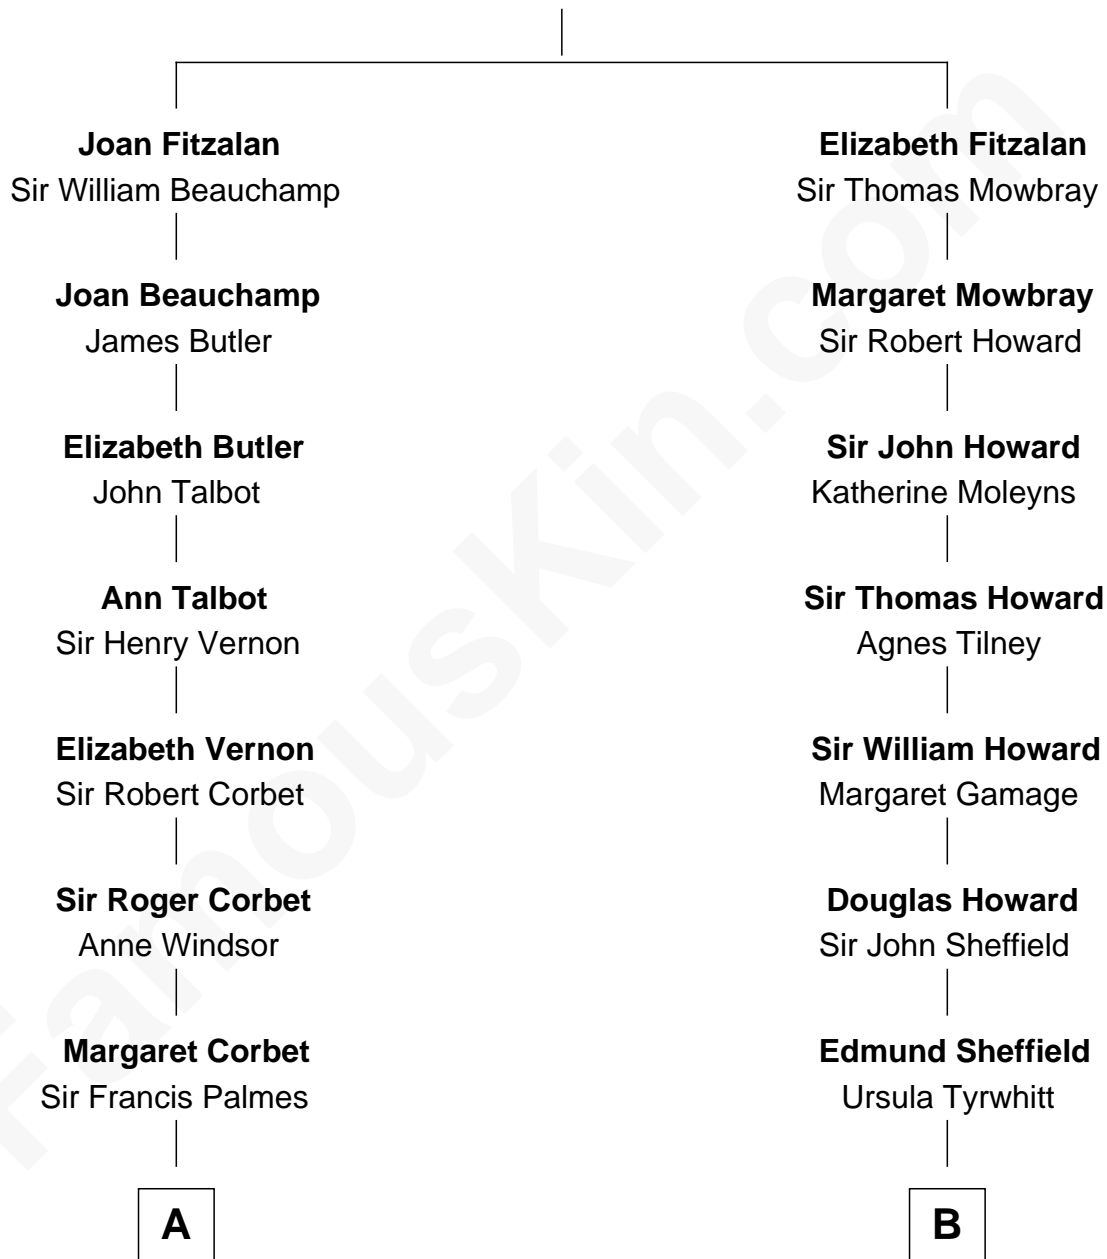 Joan Fitzalan
Sir William Beauchamp
Joan Beauchamp
James Butler
Elizabeth Butler
John Talbot
Ann Talbot
Sir Henry Vernon
Elizabeth Vernon
Sir Robert Corbet
Sir Roger Corbet
Anne Windsor
Margaret Corbet
Sir Francis Palmes
A
Elizabeth Fitzalan
Sir Thomas Mowbray
Margaret Mowbray
Sir Robert Howard
Sir John Howard
Katherine Moleyns
Sir Thomas Howard
Agnes Tilney
Sir William Howard
Margaret Gamage
Douglas Howard
Sir John Sheffield
Edmund Sheffield
Ursula Tyrwhitt
B
FamousKin.com